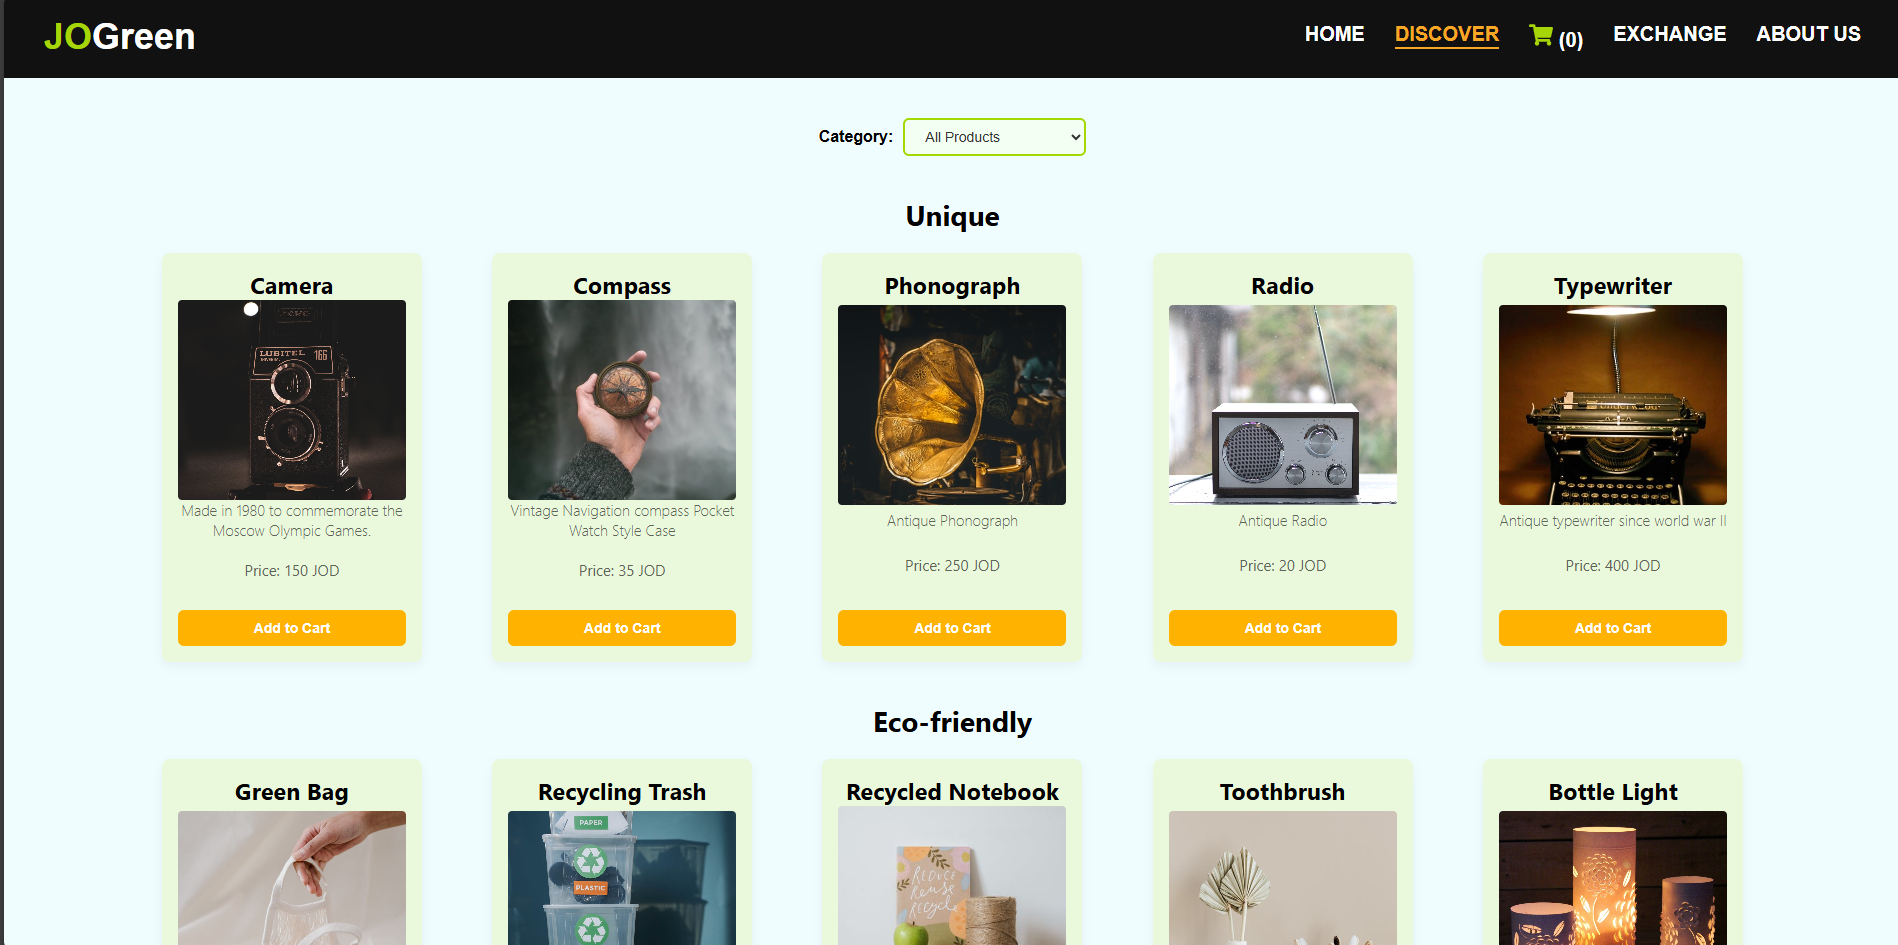 JOGreen
HOME
DISCOVER
(0)
EXCHANGE
ABOUT US
Category:
All Products
Unique
Camera
Compass
Phonograph
Radio
Typewriter
LUBITEL 166
Made in 1980 to commemorate the
Moscow Olympic Games.
Vintage Navigation compass Pocket
Watch Style Case
Antique Phonograph
Antique Radio
Antique typewriter since world war II
Price: 150 JOD
Price: 35 JOD
Price: 250 JOD
Price: 20 JOD
Price: 400 JOD
Add to Cart
Add to Cart
Add to Cart
Add to Cart
Add to Cart
Eco-friendly
Green Bag
Recycling Trash
Recycled Notebook
Toothbrush
Bottle Light
PAPER
PLASTIC
REDUCE
REUSE
RECYCLE